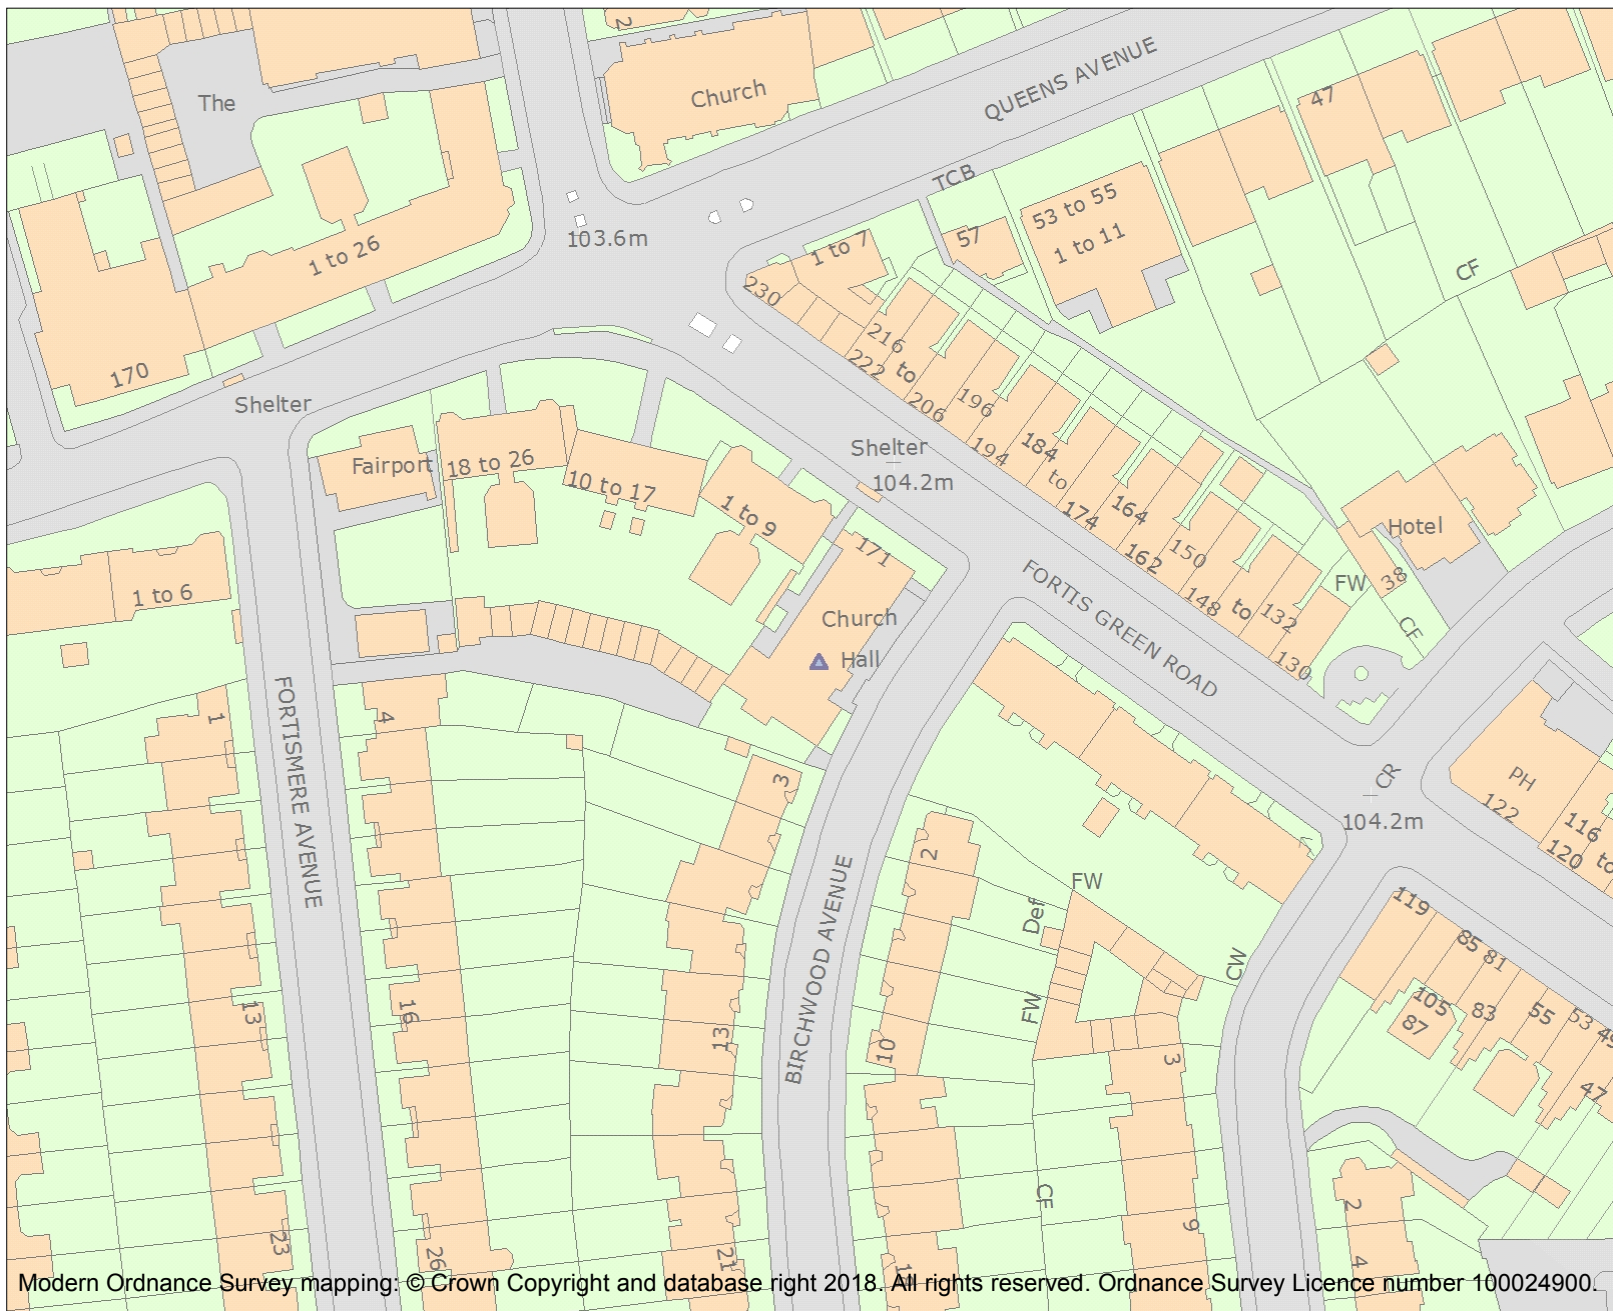 2
The
Church
QUEENS AVENUE
47
TCB
53 to 55
1 to 11
57
1 to 7
103.6m
1 to 26
230
CF
170
Shelter
216
222
to
206
196
194
184
to
174
164
162
150
148
to
132
130
Shelter
104.2m
Fairport
18 to 26
10 to 17
1 to 9
171
Church
Hall
Hotel
38
FW
CF
FORTIS GREEN ROAD
1 to 6
FORTISMERE AVENUE
1
4
3
CR
104.2m
PH
122
116
to
120
2
BIRCHWOOD AVENUE
FW
Def
CW
FW
119
85
81
105
87
83
55
53
47
13
16
13
10
3
CF
9
2
4
23
26
21
Modern Ordnance Survey mapping: © Crown Copyright and database right 2018. All rights reserved. Ordnance Survey Licence number 100024900.